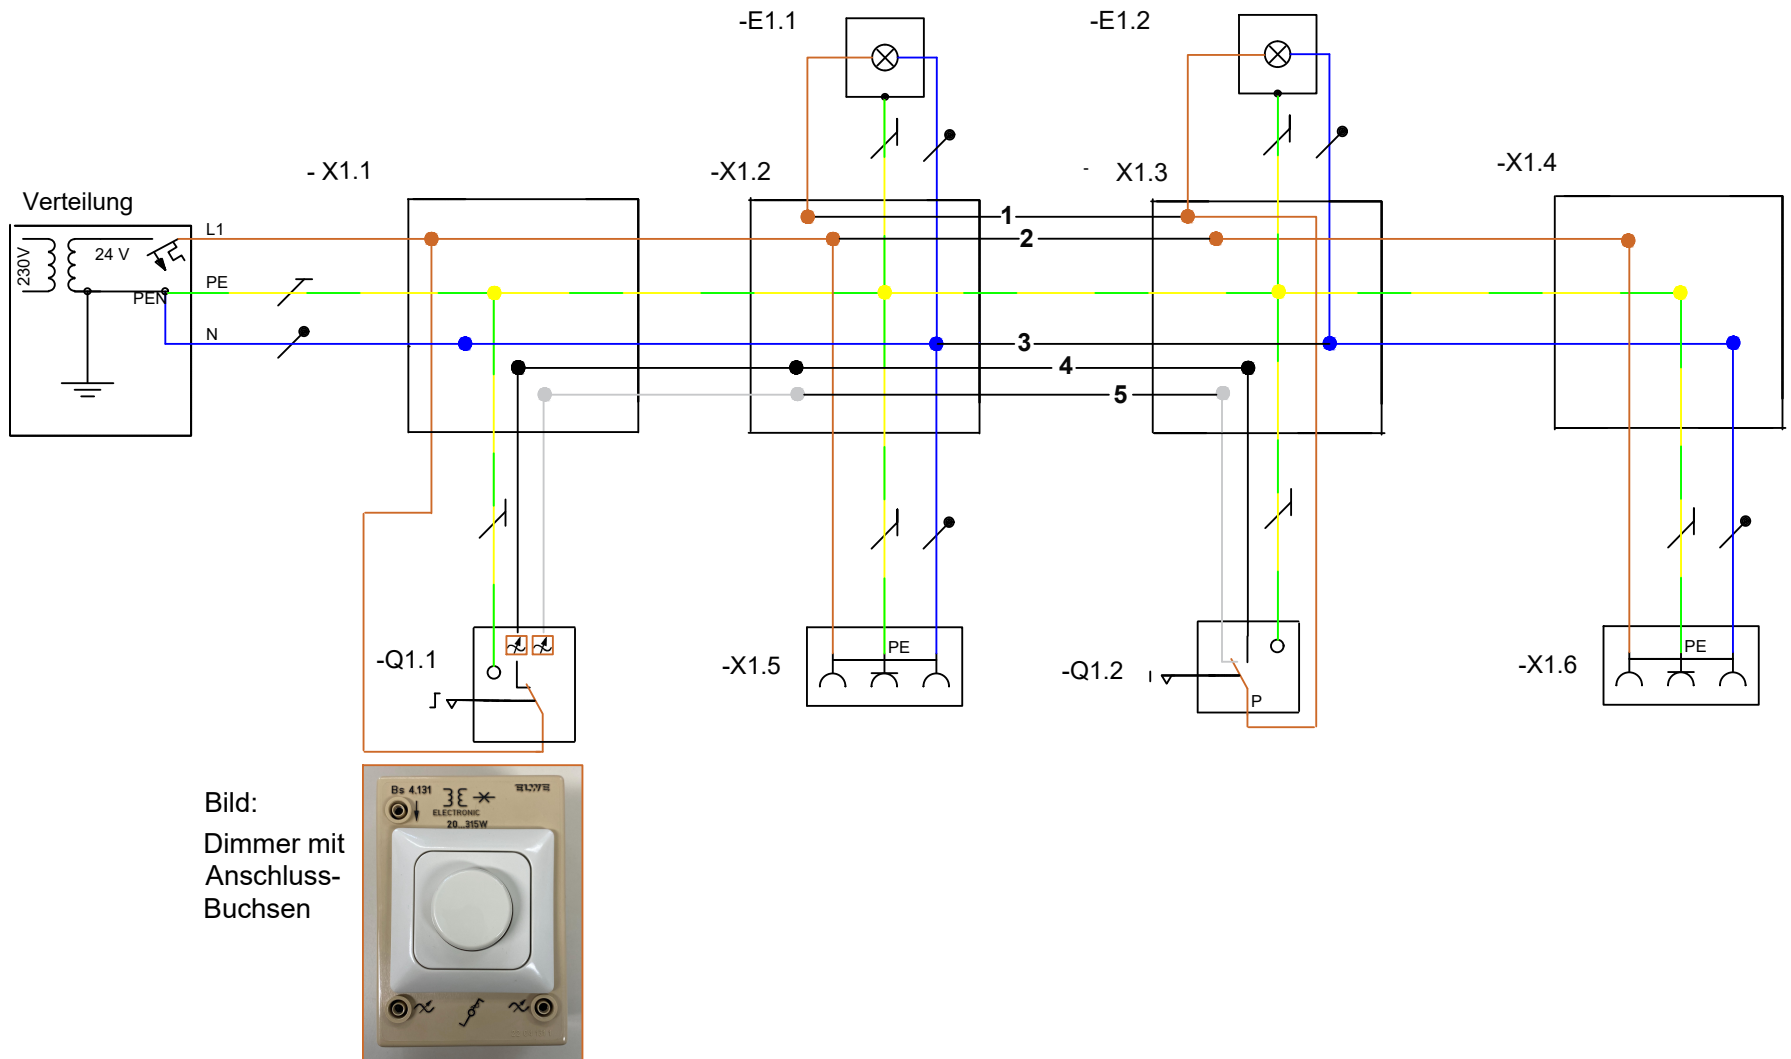 -E1.1
-E1.2
- X1.1
-X1.2
- X1.3
-X1.4
Verteilung
L1
230V
24 V
PE
PEN
N
1
2
3
4
5
-Q1.1
-X1.5
PE
-Q1.2
P
-X1.6
PE
Bild:
Dimmer mit
Anschluss-
Buchsen
Bs 4.131
ELWE
ELECTRONIC
20...315W